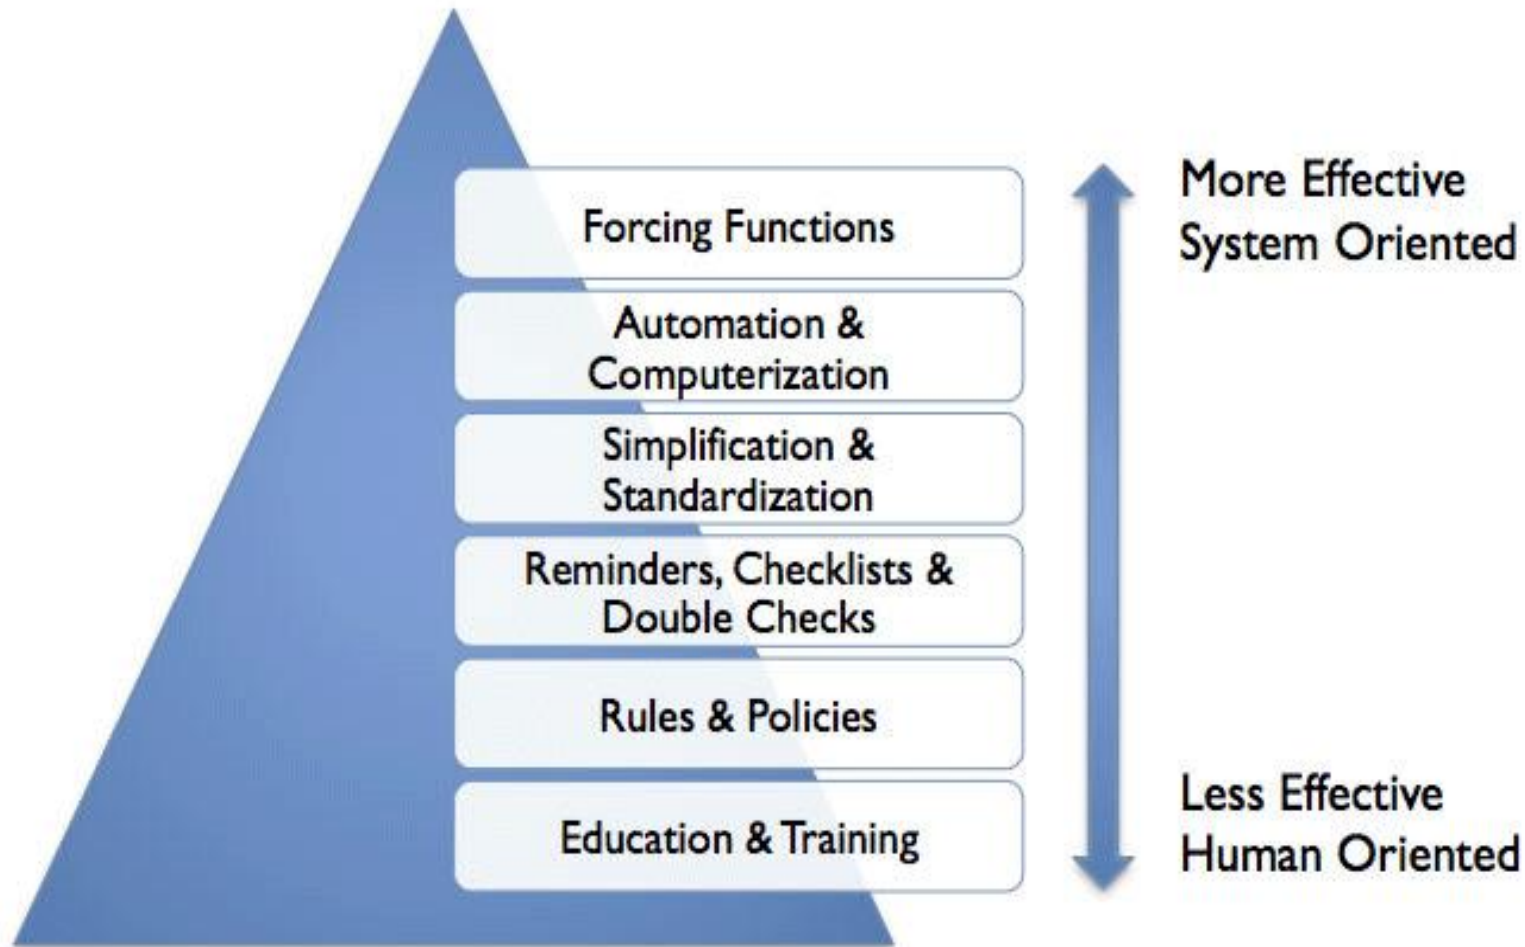 Forcing Functions
Automation &
Computerization
Simplification &
Standardization
Reminders, Checklists &
Double Checks
Rules & Policies
Education & Training
More Effective
System Oriented
Less Effective
Human Oriented